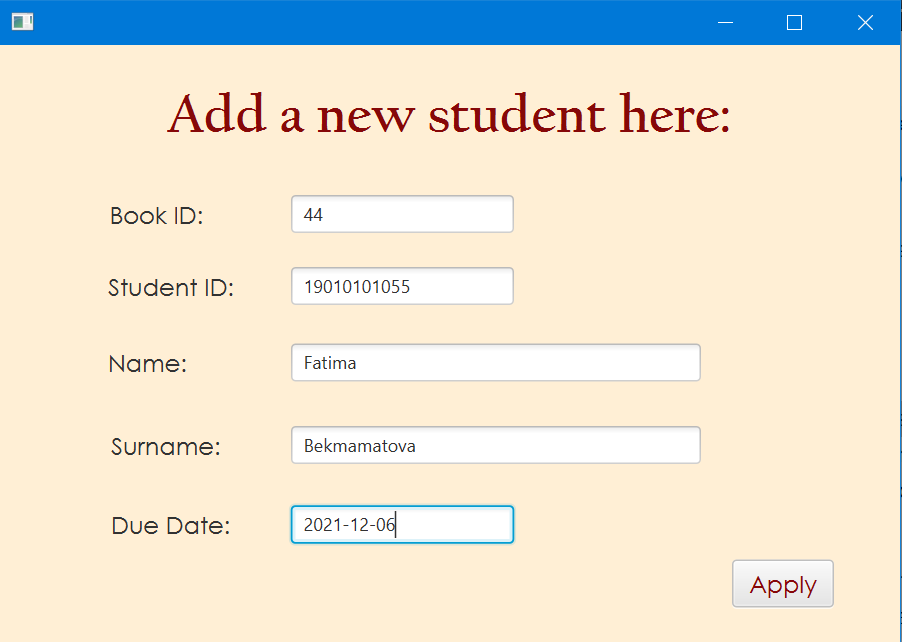 Add a new student here:
Book ID: 44
Student ID: 19010101055
Name: Fatima
Surname: Bekmamatova
Due Date: 2021-12-06
Apply